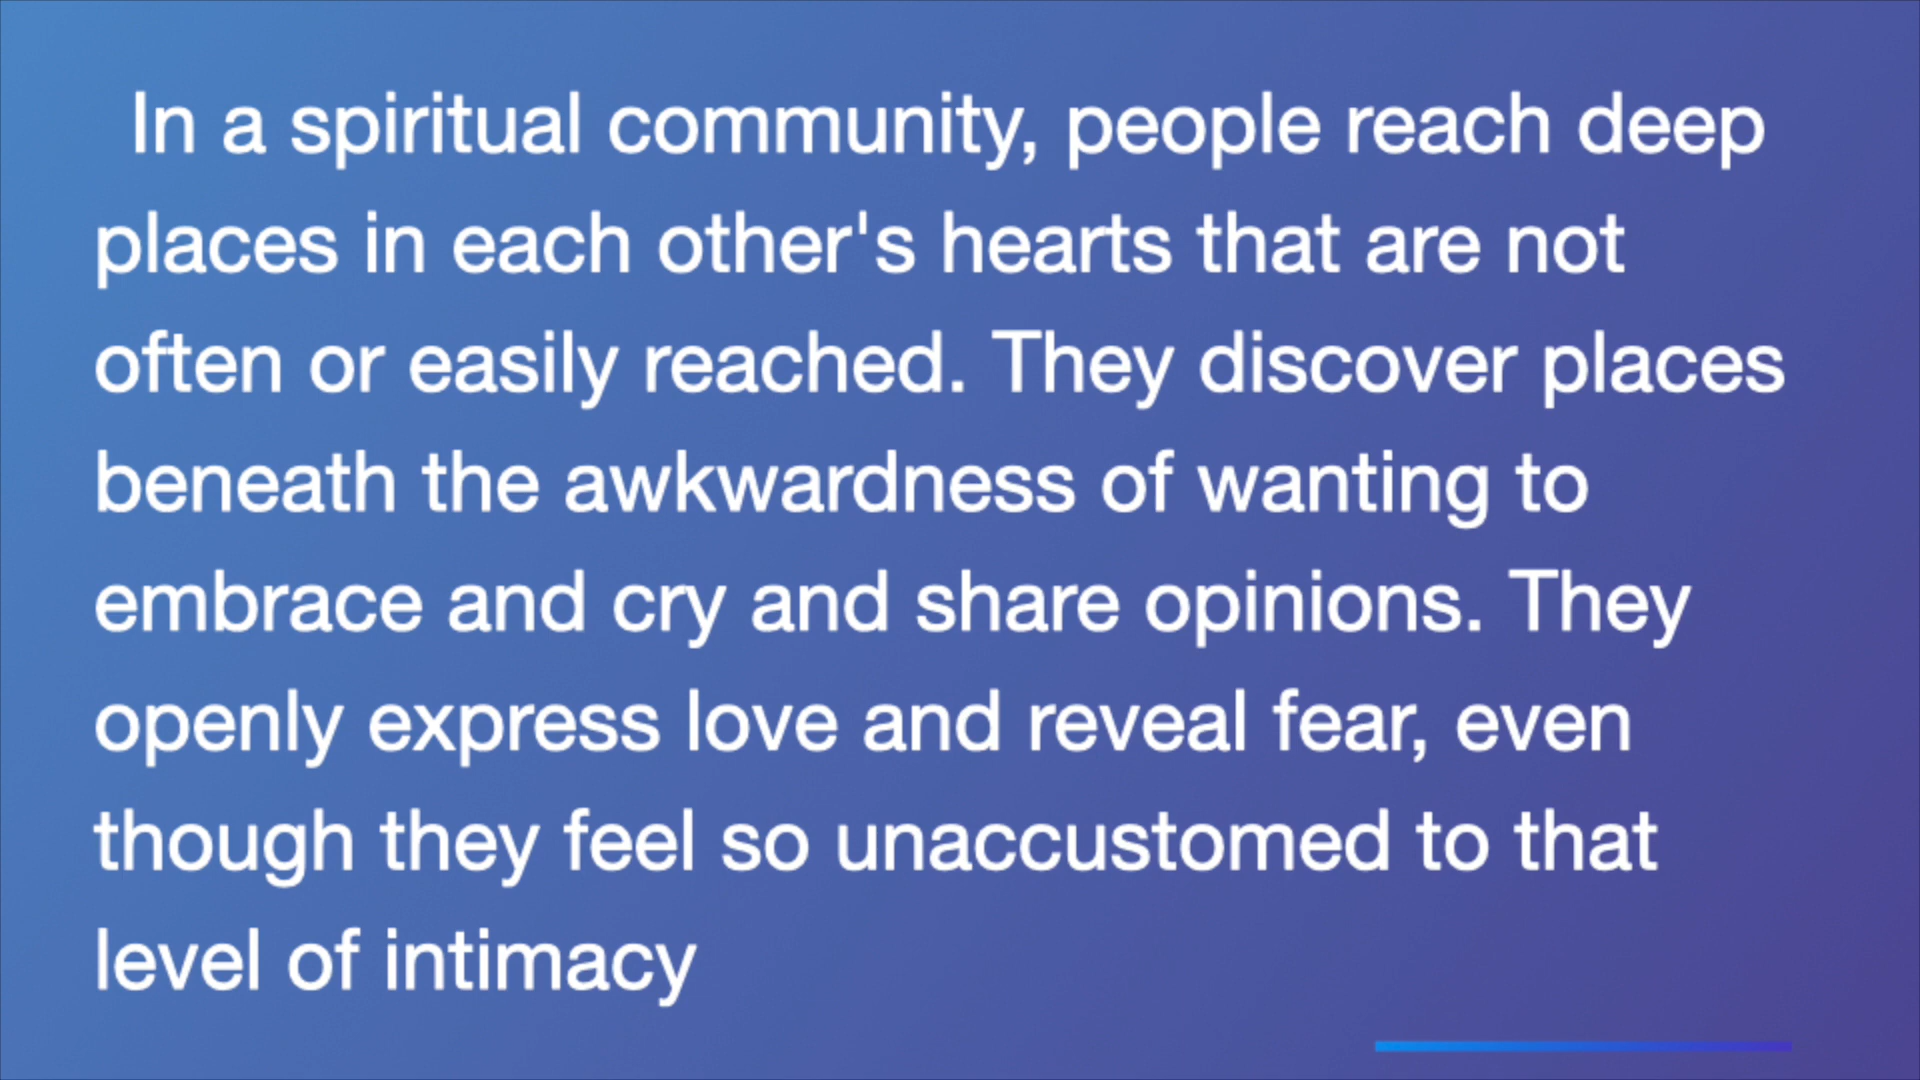 In a spiritual community, people reach deep
places in each other's hearts that are not
often or easily reached. They discover places
beneath the awkwardness of wanting to
embrace and cry and share opinions. They
openly express love and reveal fear, even
though they feel so unaccustomed to that
level of intimacy